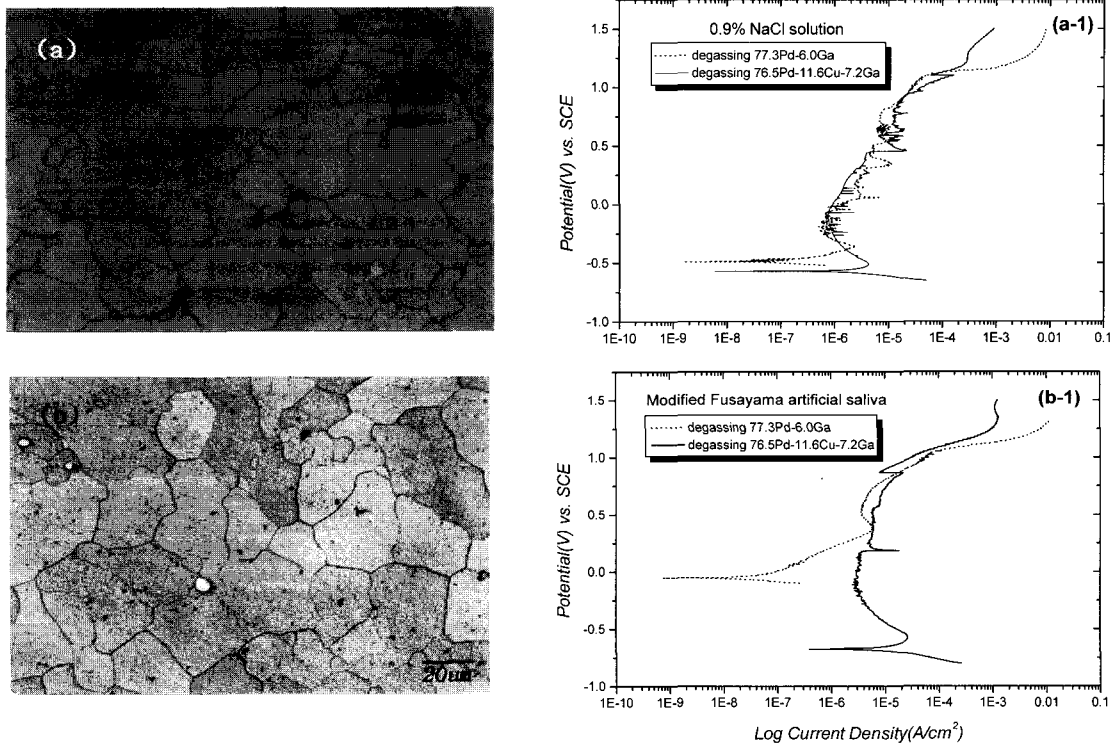 (a)
(a-1)
0.9% NaCl solution
degassing 77.3Pd-6.0Ga
degassing 76.5Pd-11.6Cu-7.2Ga
Potential(V) vs. SCE
1.5
1.0
0.5
0.0
-0.5
-1.0
1E-10 1E-9 1E-8 1E-7 1E-6 1E-5 1E-4 1E-3 0.01 0.1
(b)
20um
(b-1)
Modified Fusayama artificial saliva
degassing 77.3Pd-6.0Ga
degassing 76.5Pd-11.6Cu-7.2Ga
Potential(V) vs. SCE
1.5
1.0
0.5
0.0
-0.5
-1.0
1E-10 1E-9 1E-8 1E-7 1E-6 1E-5 1E-4 1E-3 0.01 0.1
Log Current Density(A/cm²)